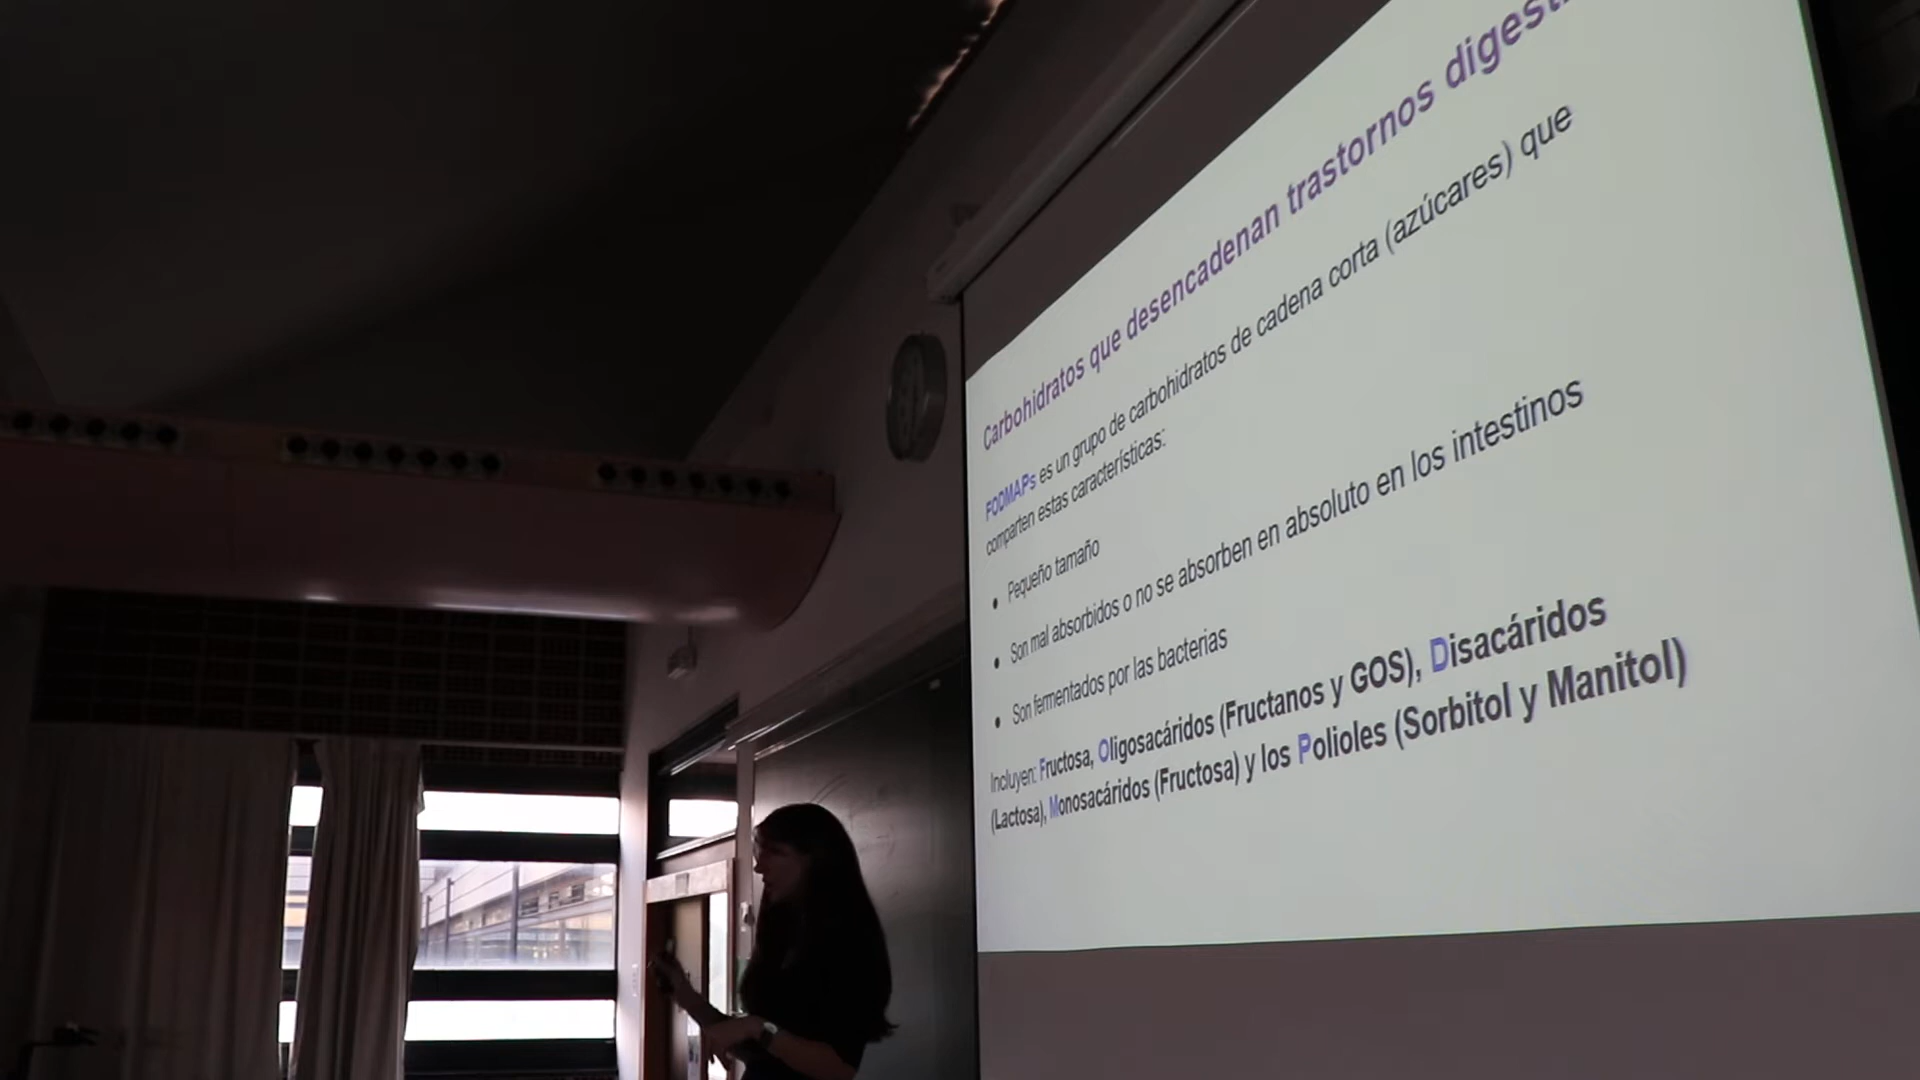 Carbohidratos que desencadenan trastornos digest
FODMAPs es un grupo de carbohidratos de cadena corta (azúcares) que
comparten estas características:
• Pequeño tamaño
• Son mal absorbidos o no se absorben en absoluto en los intestinos
• Son fermentados por las bacterias
Incluyen: Fructosa, Oligosacáridos (Fructanos y GOS), Disacáridos
(Lactosa), Monosacáridos (Fructosa) y los Polioles (Sorbitol y Manitol)